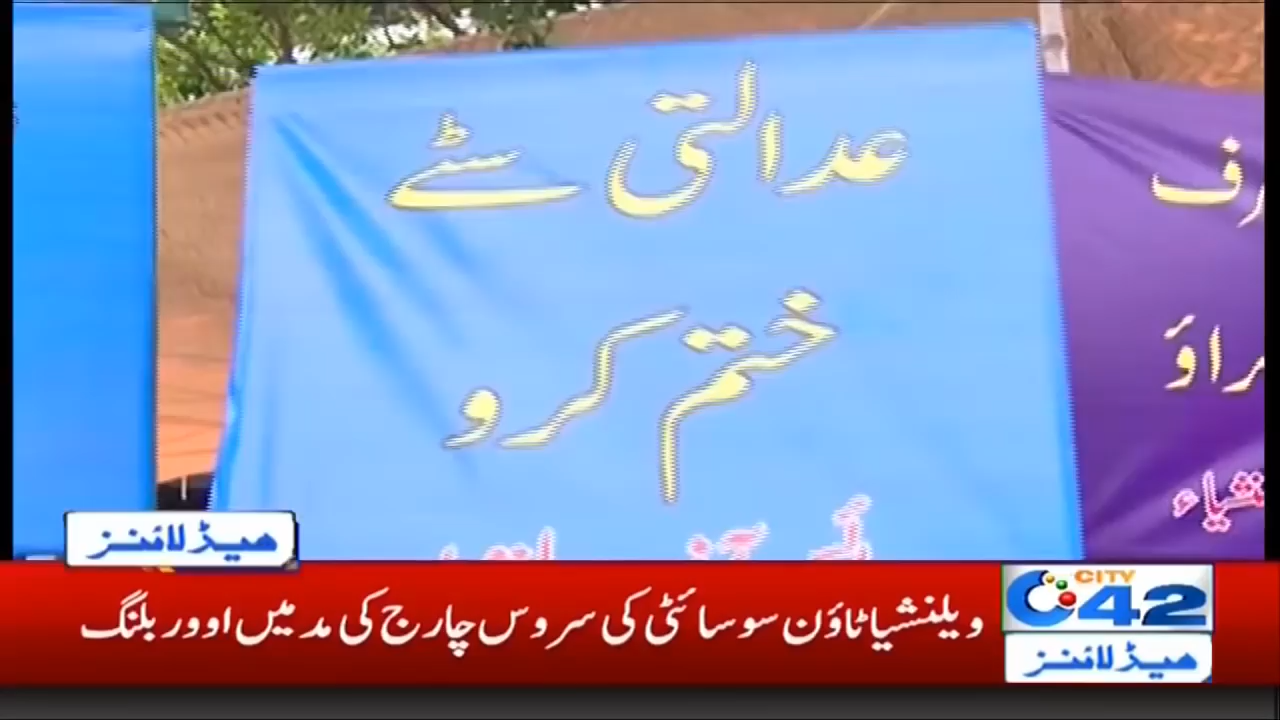 عدالتی سٹے
ختم کرو
ہیڈ لائنز
ویلنشیا ٹاؤن سوسائٹی کی سروس چارج کی مد میں اوور بلنگ
CITY
42
ہیڈ لائنز